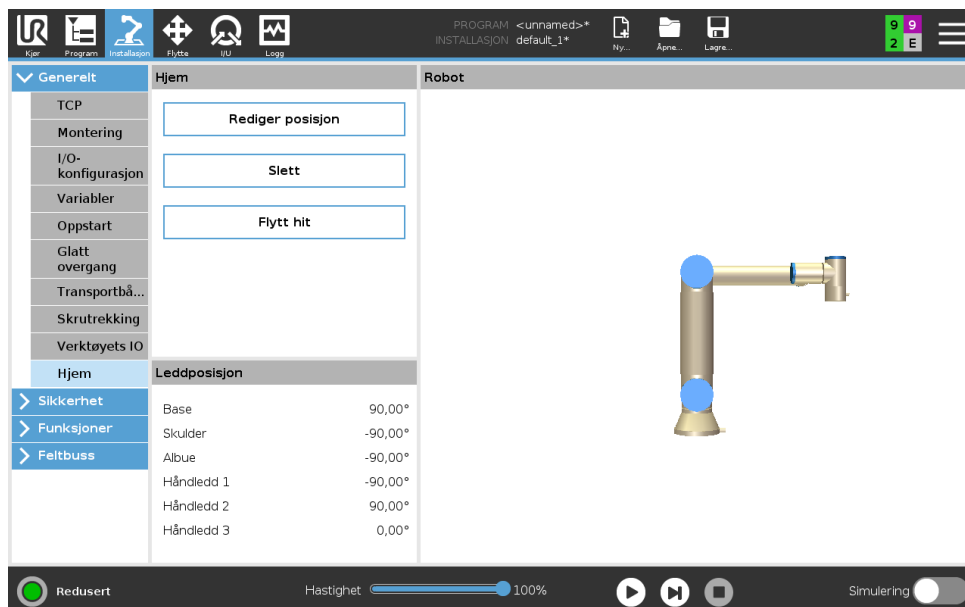 UR
PROGRAM <unnamed>*
INSTALLASJON default_1*
Kjør Program Installasjon Flytte I/U Logg
Ny... Åpne... Lagre...
9 9
2 E
Generelt
TCP
Montering
I/O-
konfigurasjon
Variabler
Oppstart
Glatt
overgang
Transportbå...
Skrutrekking
Verktøyets IO
Hjem
Sikkerhet
Funksjoner
Feltbuss
Hjem
Rediger posisjon
Slett
Flytt hit
Leddposisjon
Base 90,00°
Skulder -90,00°
Albue -90,00°
Håndledd 1 -90,00°
Håndledd 2 90,00°
Håndledd 3 0,00°
Robot
Redusert
Hastighet 100%
Simulering